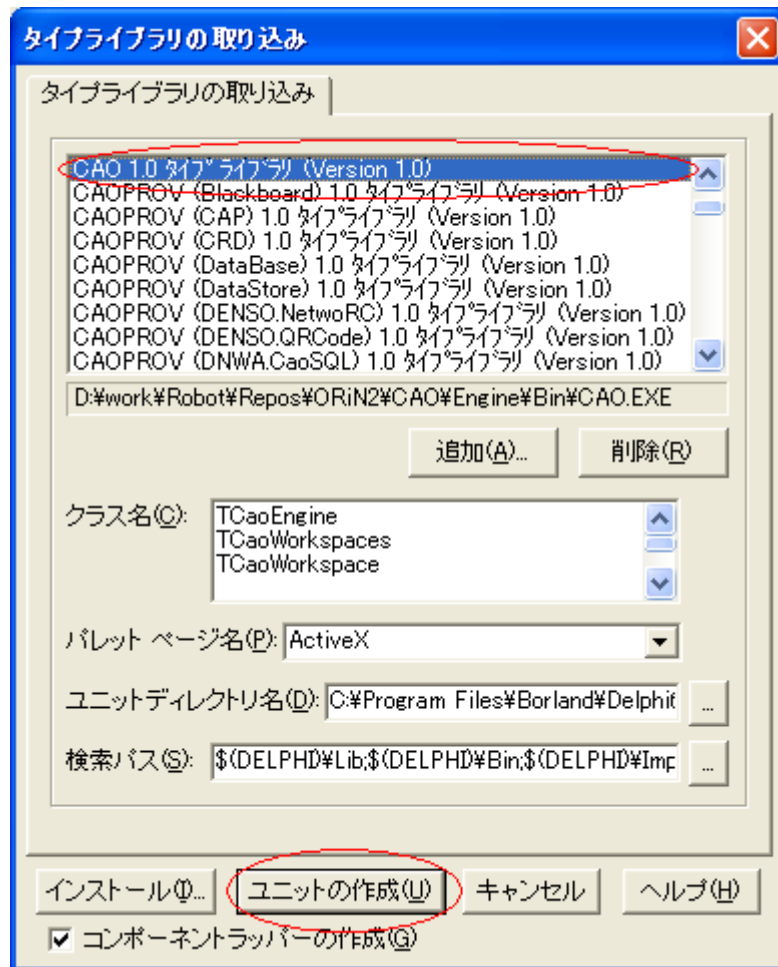 タイプライブラリの取り込み
タイプライブラリの取り込み
CAO 1.0 ﾀｲﾌﾟ ﾗｲﾌﾞﾗﾘ (Version 1.0)
CAOPROV (Blackboard) 1.0 ﾀｲﾌﾟﾗｲﾌﾞﾗﾘ (Version 1.0)
CAOPROV (CAP) 1.0 ﾀｲﾌﾟﾗｲﾌﾞﾗﾘ (Version 1.0)
CAOPROV (CRD) 1.0 ﾀｲﾌﾟﾗｲﾌﾞﾗﾘ (Version 1.0)
CAOPROV (DataBase) 1.0 ﾀｲﾌﾟﾗｲﾌﾞﾗﾘ (Version 1.0)
CAOPROV (DataStore) 1.0 ﾀｲﾌﾟﾗｲﾌﾞﾗﾘ (Version 1.0)
CAOPROV (DENSO.NetwoRC) 1.0 ﾀｲﾌﾟﾗｲﾌﾞﾗﾘ (Version 1.0)
CAOPROV (DENSO.QRCode) 1.0 ﾀｲﾌﾟﾗｲﾌﾞﾗﾘ (Version 1.0)
CAOPROV (DNWA.CaoSQL) 1.0 ﾀｲﾌﾟﾗｲﾌﾞﾗﾘ (Version 1.0)
D:¥work¥Robot¥Repos¥ORiN2¥CAO¥Engine¥Bin¥CAO.EXE
追加(A)... 削除(R)
クラス名(C): TCaoEngine
TCaoWorkspaces
TCaoWorkspace
パレット ページ名(P): ActiveX
ユニットディレクトリ名(D): C:¥Program Files¥Borland¥Delphi ...
検索パス(S): $(DELPHI)¥Lib;$(DELPHI)¥Bin;$(DELPHI)¥Imp ...
インストール(I)... ユニットの作成(U) キャンセル ヘルプ(H)
コンポーネントラッパーの作成(G)